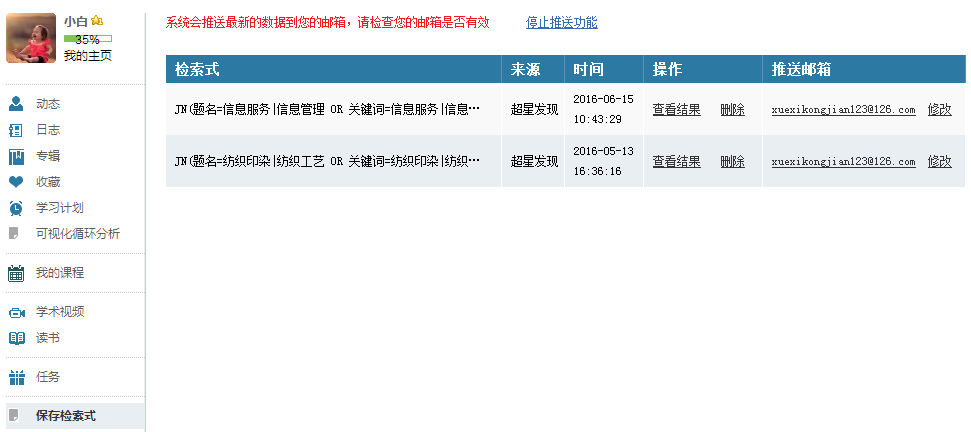 小白
35%
我的主页
动态
日志
专辑
收藏
学习计划
可视化循环分析
我的课程
学术视频
读书
任务
保存检索式
系统会推送最新的数据到您的邮箱，请检查您的邮箱是否有效 停止推送功能
检索式 来源 时间 操作 推送邮箱
JN(题名=信息服务|信息管理 OR 关键词=信息服务|信息… 超星发现 2016-06-15 10:43:29 查看结果 删除 xuexikongjian123@126.com 修改
JN(题名=纺织印染|纺织工艺 OR 关键词=纺织印染|纺织… 超星发现 2016-05-13 16:36:16 查看结果 删除 xuexikongjian123@126.com 修改